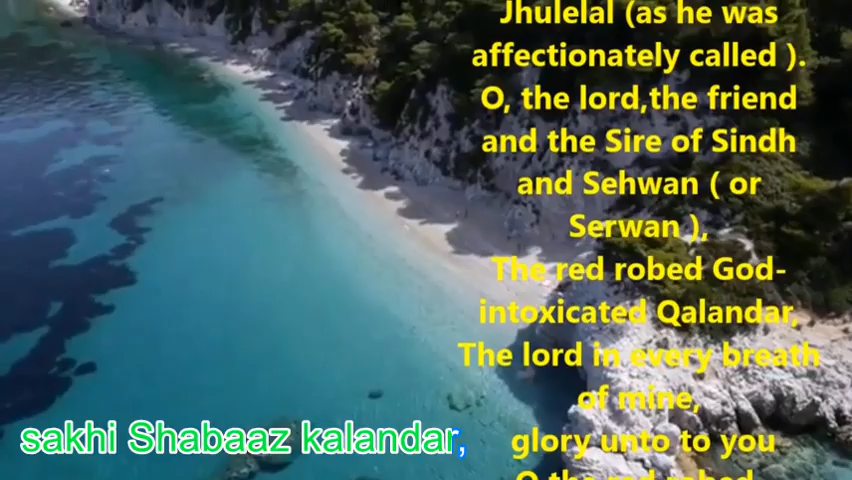 Jhulelal (as he was
affectionately called ).
O, the lord,the friend
and the Sire of Sindh
and Sehwan ( or
Serwan ),
The red robed God-
intoxicated Qalandar,
The lord in every breath
of mine,
glory unto to you
O the red robed
sakhi Shabaaz kalandar,